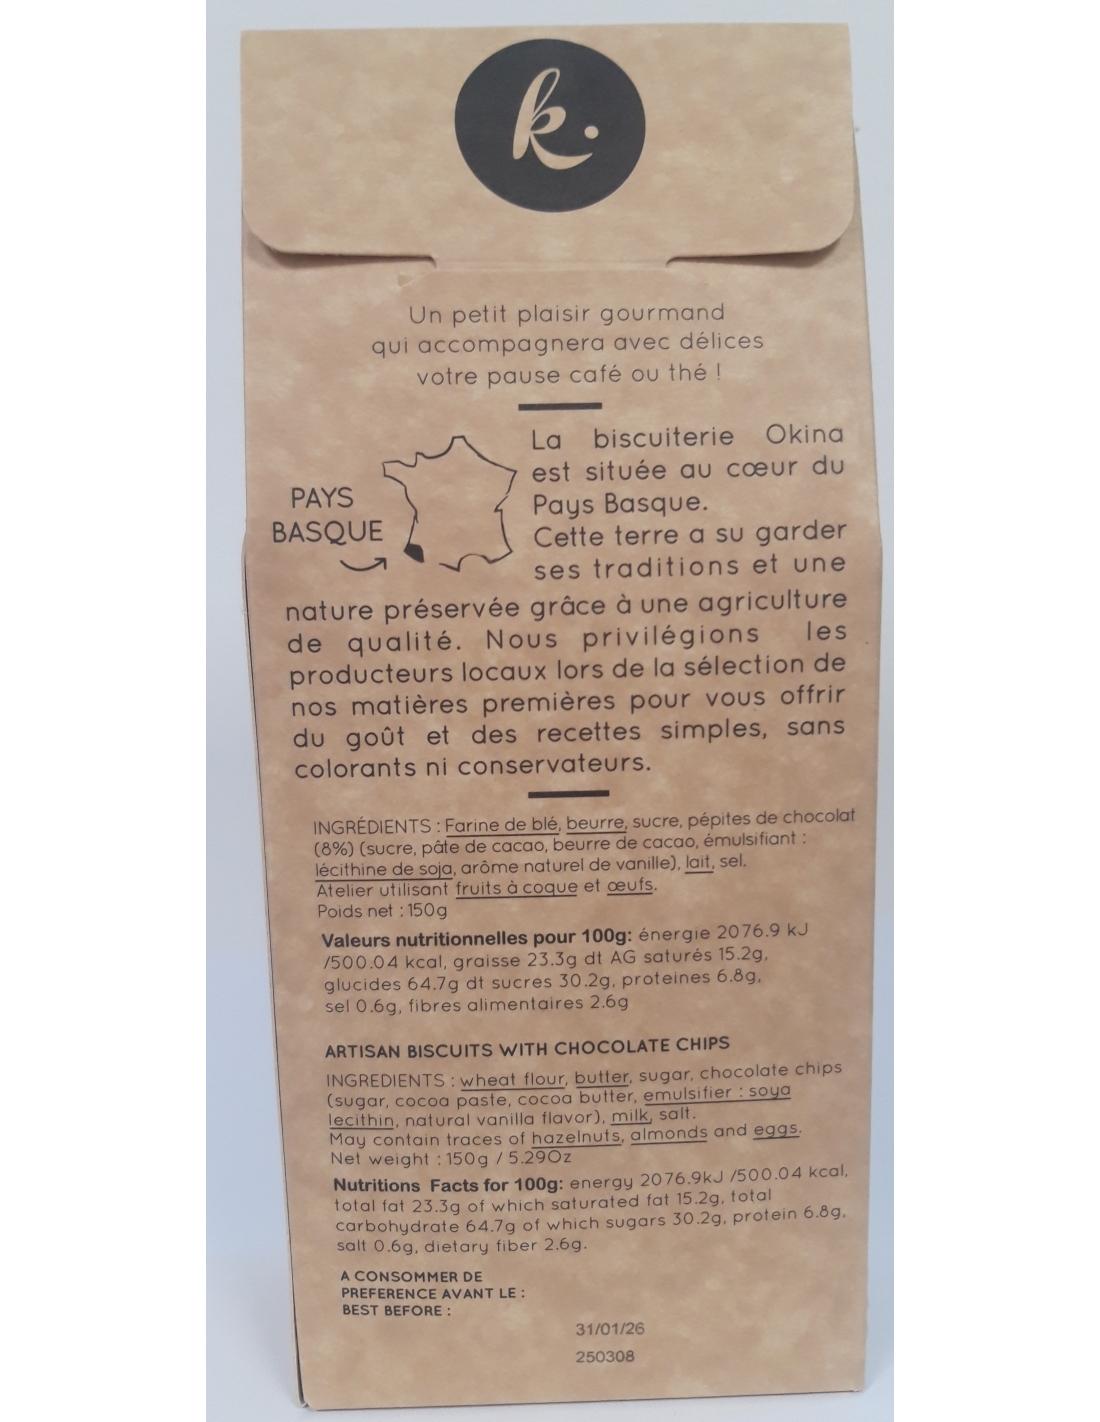 k.
Un petit plaisir gourmand
qui accompagnera avec délices
votre pause café ou thé !
PAYS
BASQUE
La biscuiterie Okina
est située au cœur du
Pays Basque.
Cette terre a su garder
ses traditions et une
nature préservée grâce à une agriculture
de qualité. Nous privilégions les
producteurs locaux lors de la sélection de
nos matières premières pour vous offrir
du goût et des recettes simples, sans
colorants ni conservateurs.
INGRÉDIENTS : Farine de blé, beurre, sucre, pépites de chocolat
(8%) (sucre, pâte de cacao, beurre de cacao, émulsifiant :
lécithine de soja, arôme naturel de vanille), lait, sel.
Atelier utilisant fruits à coque et œufs.
Poids net : 150g
Valeurs nutritionnelles pour 100g: énergie 2076.9 kJ
/500.04 kcal, graisse 23.3g dt AG saturés 15.2g,
glucides 64.7g dt sucres 30.2g, proteines 6.8g,
sel 0.6g, fibres alimentaires 2.6g
ARTISAN BISCUITS WITH CHOCOLATE CHIPS
INGREDIENTS : wheat flour, butter, sugar, chocolate chips
(sugar, cocoa paste, cocoa butter, emulsifier : soya
lecithin, natural vanilla flavor), milk, salt.
May contain traces of hazelnuts, almonds and eggs.
Net weight : 150g / 5.29Oz
Nutritions Facts for 100g: energy 2076.9kJ /500.04 kcal,
total fat 23.3g of which saturated fat 15.2g, total
carbohydrate 64.7g of which sugars 30.2g, protein 6.8g,
salt 0.6g, dietary fiber 2.6g.
A CONSOMMER DE
PREFERENCE AVANT LE :
BEST BEFORE :
31/01/26
250308